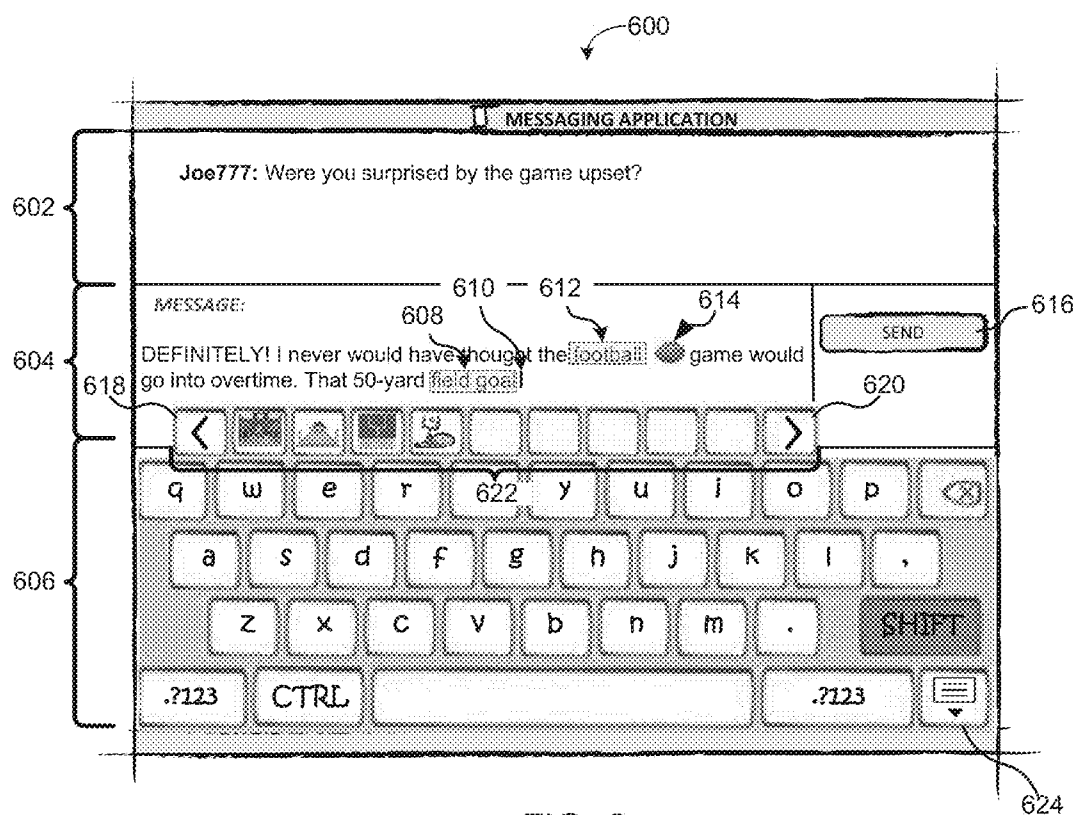 600
MESSAGING APPLICATION
602
Joe777: Were you surprised by the game upset?
604
MESSAGE:
608
610
612
614
616
SEND
DEFINITELY! I never would have thought the football game would
go into overtime. That 50-yard field goal
618
620
622
q w e r y u i o p
606
a s d f g h j k l ,
z x c v b n m . SHIFT
.?123 CTRL .?123
624